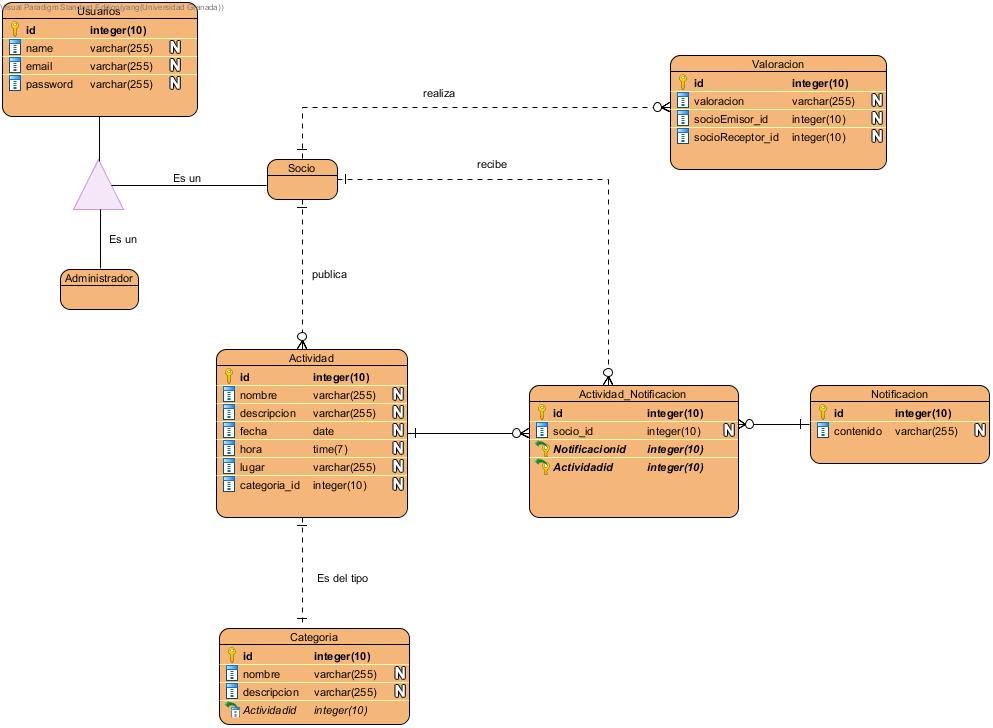 Visual Paradigm Standard Edition(yang(Universidad Granada))
Usuarios
id integer(10)
name varchar(255) N
email varchar(255) N
password varchar(255) N
Valoracion
id integer(10)
valoracion varchar(255) N
socioEmisor_id integer(10) N
socioReceptor_id integer(10) N
realiza
Socio
recibe
Es un
Es un
Administrador
publica
Actividad
id integer(10)
nombre varchar(255) N
descripcion varchar(255) N
fecha date N
hora time(7) N
lugar varchar(255) N
categoria_id integer(10) N
Actividad_Notificacion
id integer(10)
socio_id integer(10) N
Notificacionid integer(10)
Actividadid integer(10)
Notificacion
id integer(10)
contenido varchar(255) N
Es del tipo
Categoria
id integer(10)
nombre varchar(255) N
descripcion varchar(255) N
Actividadid integer(10)